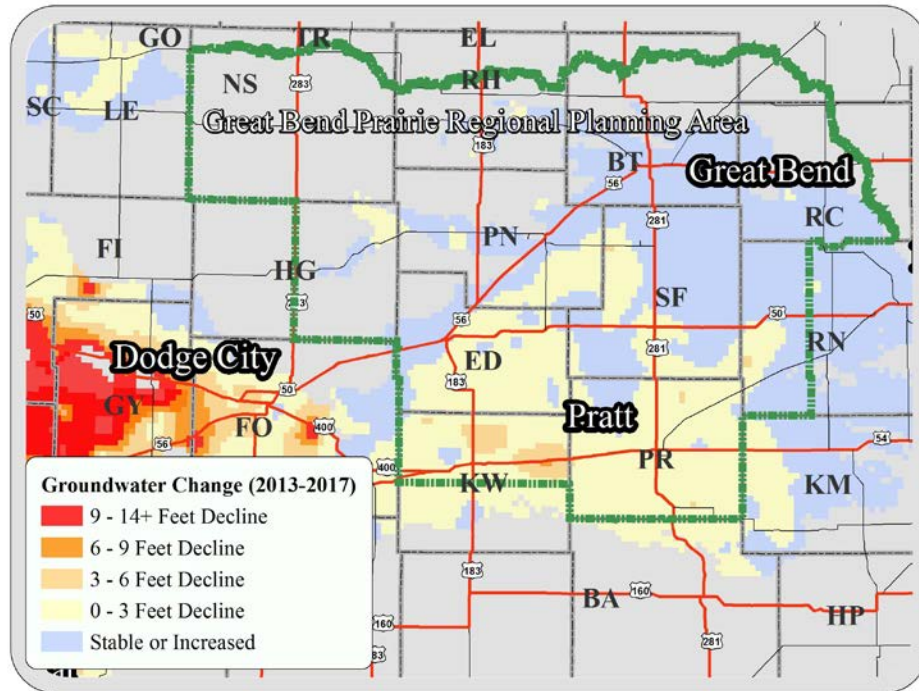 GO
TR
EL
NS
283
RH
SC
LE
Great Bend Prairie Regional Planning Area
183
BT
Great Bend
56
281
RC
PN
FI
HG
283
SF
50
50
56
RN
Dodge City
281
ED
50
183
GY
Pratt
FO
400
56
54
400
PR
KW
KM
Groundwater Change (2013-2017)
9 - 14+ Feet Decline
6 - 9 Feet Decline
3 - 6 Feet Decline
0 - 3 Feet Decline
Stable or Increased
183
BA
160
HP
160
281